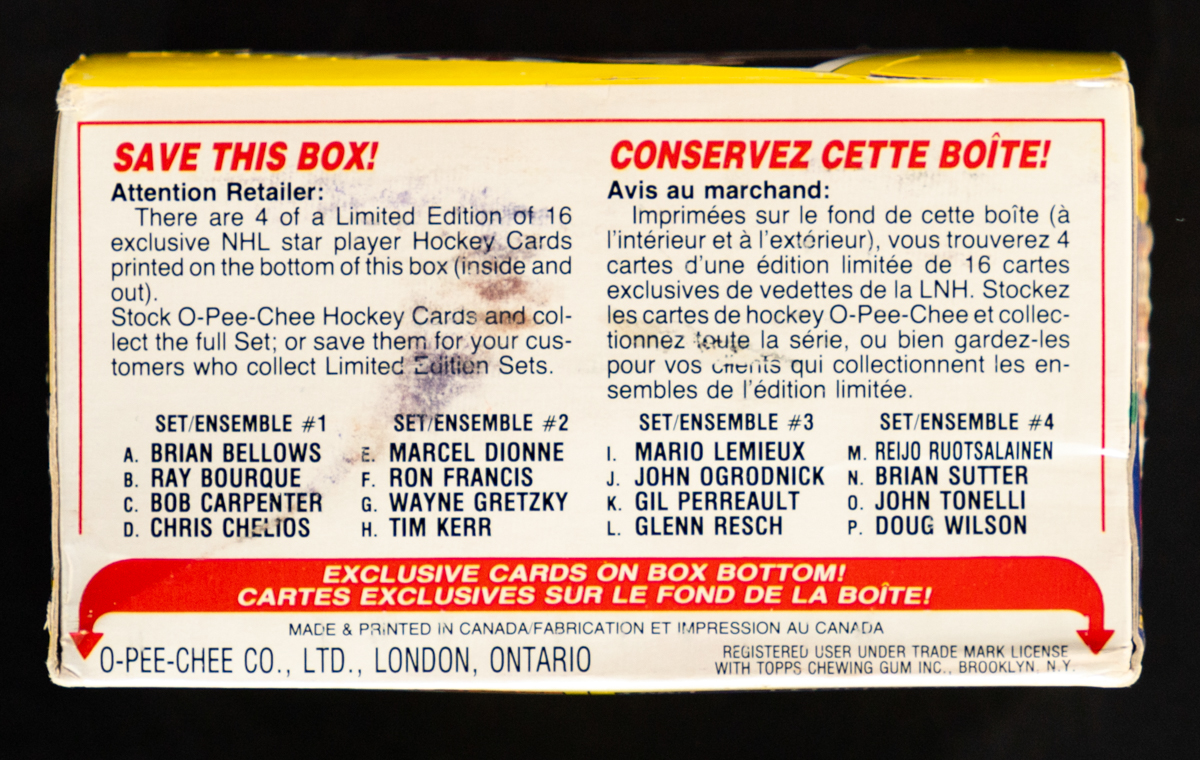 SAVE THIS BOX!
Attention Retailer:
There are 4 of a Limited Edition of 16
exclusive NHL star player Hockey Cards
printed on the bottom of this box (inside and
out).
Stock O-Pee-Chee Hockey Cards and col-
lect the full Set; or save them for your cus-
tomers who collect Limited Edition Sets.
CONSERVEZ CETTE BOÎTE!
Avis au marchand:
Imprimées sur le fond de cette boîte (à
l'intérieur et à l'extérieur), vous trouverez 4
cartes d'une édition limitée de 16 cartes
exclusives de vedettes de la LNH. Stockez
les cartes de hockey O-Pee-Chee et collec-
tionnez toute la série, ou bien gardez-les
pour vos clients qui collectionnent les en-
sembles de l'édition limitée.
SET/ENSEMBLE #1
A. BRIAN BELLOWS
B. RAY BOURQUE
C. BOB CARPENTER
D. CHRIS CHELIOS
SET/ENSEMBLE #2
E. MARCEL DIONNE
F. RON FRANCIS
G. WAYNE GRETZKY
H. TIM KERR
SET/ENSEMBLE #3
I. MARIO LEMIEUX
J. JOHN OGRODNICK
K. GIL PERREAULT
L. GLENN RESCH
SET/ENSEMBLE #4
M. REIJO RUOTSALAINEN
N. BRIAN SUTTER
O. JOHN TONELLI
P. DOUG WILSON
EXCLUSIVE CARDS ON BOX BOTTOM!
CARTES EXCLUSIVES SUR LE FOND DE LA BOÎTE!
MADE & PRINTED IN CANADA/FABRICATION ET IMPRESSION AU CANADA
O-PEE-CHEE CO., LTD., LONDON, ONTARIO
REGISTERED USER UNDER TRADE MARK LICENSE
WITH TOPPS CHEWING GUM INC., BROOKLYN, N.Y.